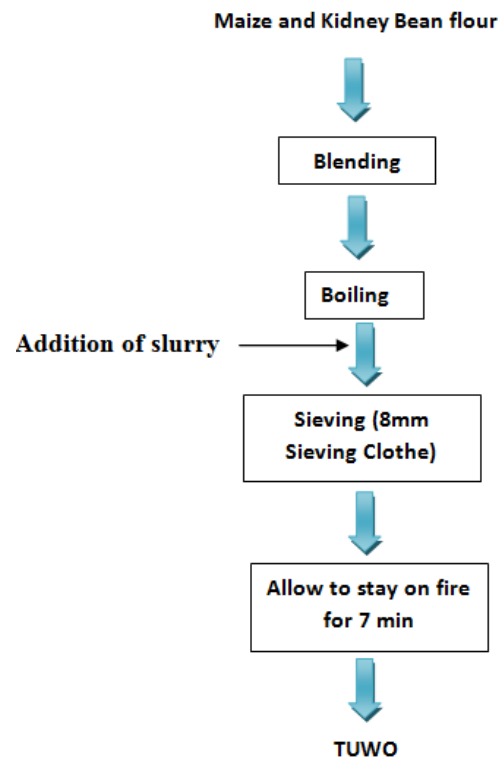 Maize and Kidney Bean flour
Blending
Boiling
Addition of slurry
Sieving (8mm
Sieving Clothe)
Allow to stay on fire
for 7 min
TUWO